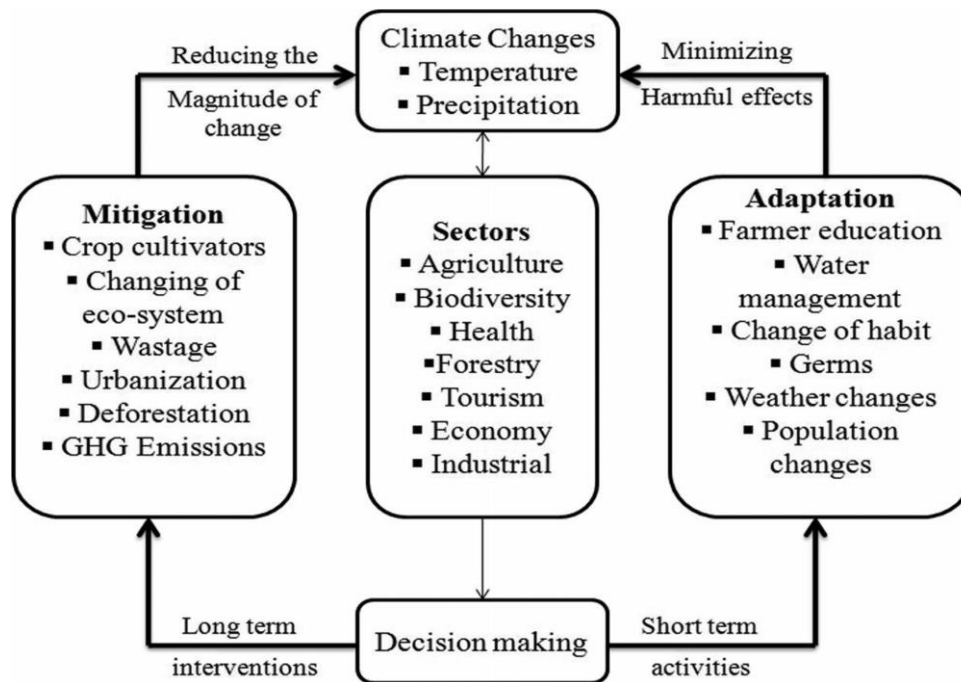 Climate Changes
▪ Temperature
▪ Precipitation
Reducing the
Magnitude of
change
Minimizing
Harmful effects
Mitigation
▪ Crop cultivators
▪ Changing of
eco-system
▪ Wastage
▪ Urbanization
▪ Deforestation
▪ GHG Emissions
Sectors
▪ Agriculture
▪ Biodiversity
▪ Health
▪ Forestry
▪ Tourism
▪ Economy
▪ Industrial
Adaptation
▪ Farmer education
▪ Water
management
▪ Change of habit
▪ Germs
▪ Weather changes
▪ Population
changes
Long term
interventions
Decision making
Short term
activities